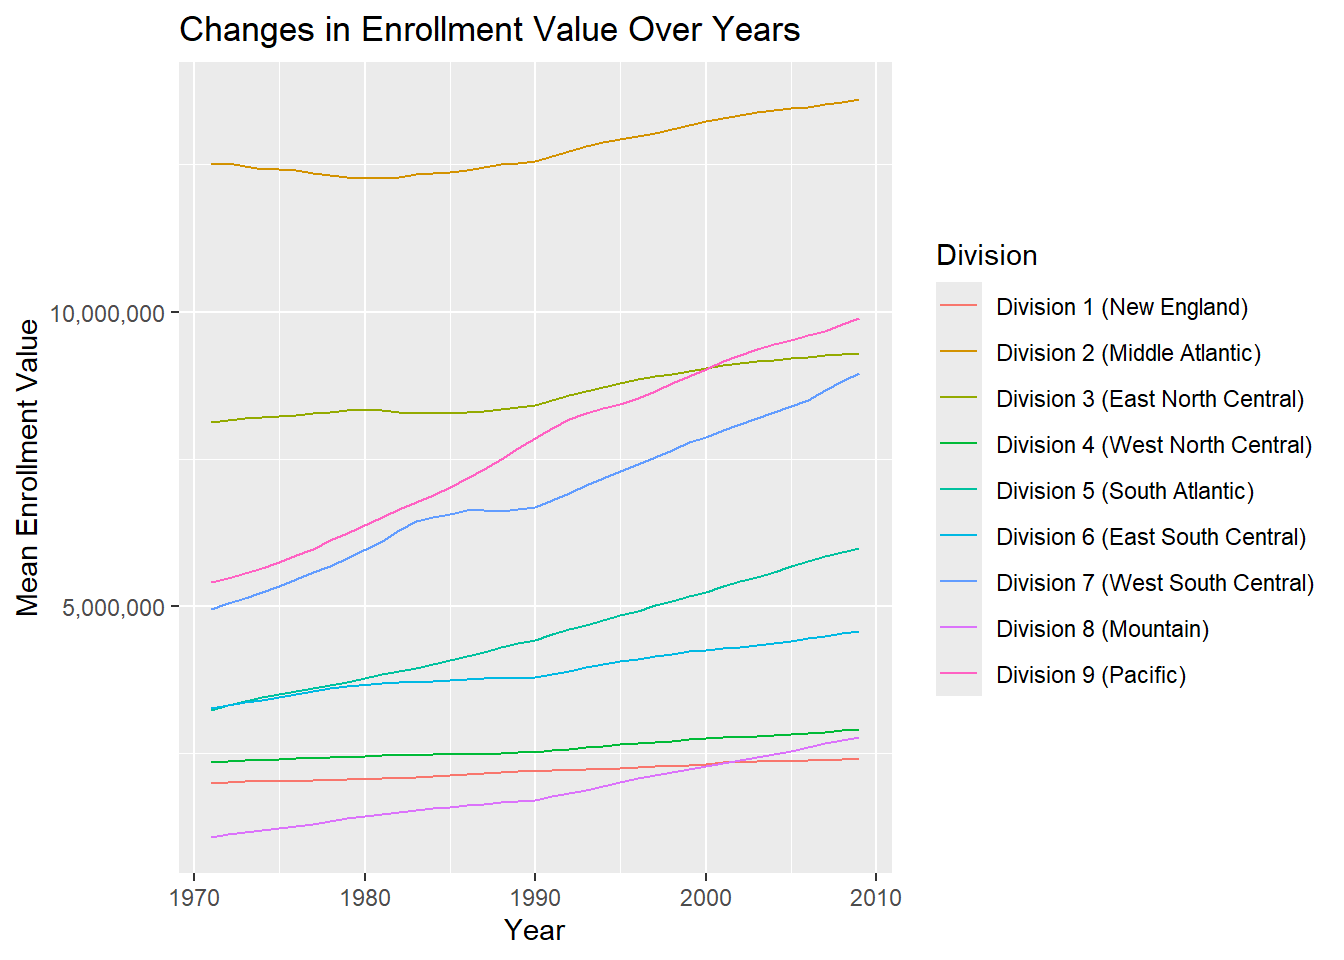 Changes in Enrollment Value Over Years
Mean Enrollment Value
10,000,000
5,000,000
1970 1980 1990 2000 2010
Year
Division
Division 1 (New England)
Division 2 (Middle Atlantic)
Division 3 (East North Central)
Division 4 (West North Central)
Division 5 (South Atlantic)
Division 6 (East South Central)
Division 7 (West South Central)
Division 8 (Mountain)
Division 9 (Pacific)